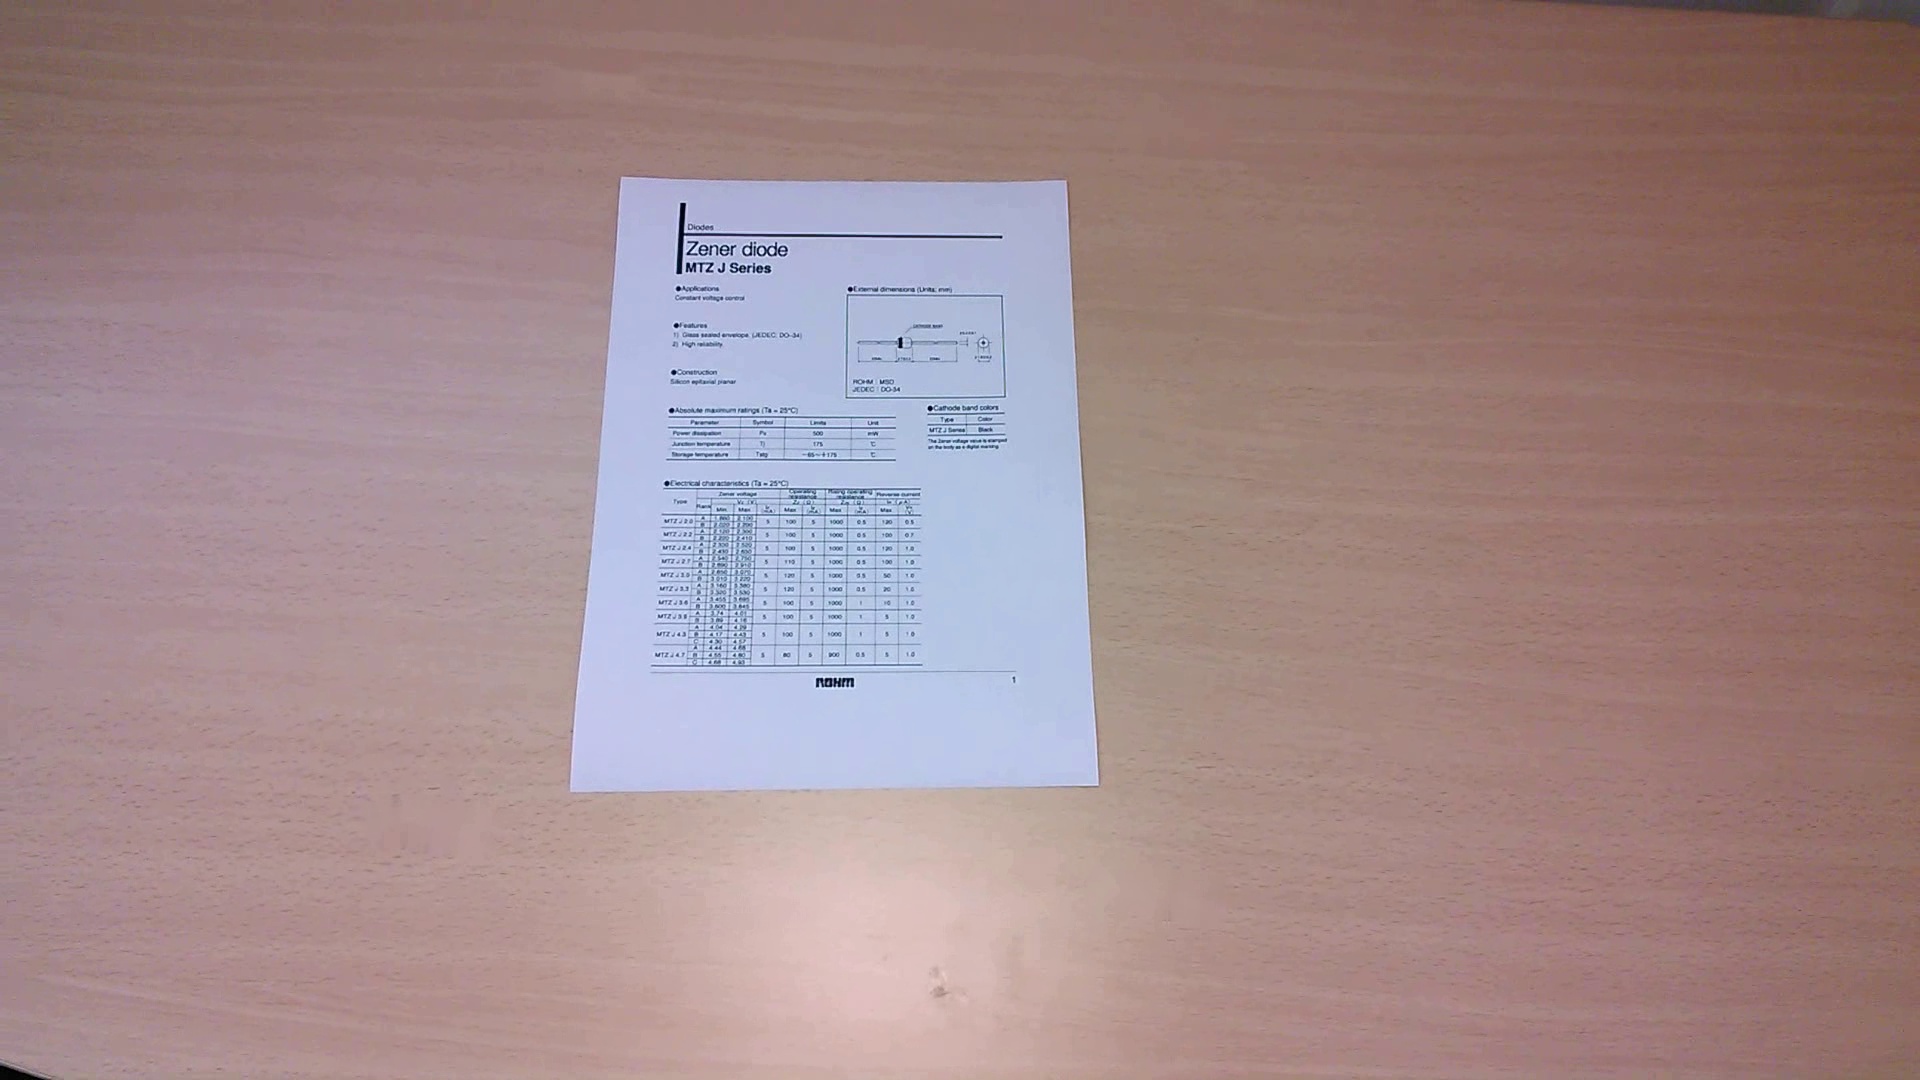 Diodes
Zener diode
MTZ J Series
●Applications
Constant voltage control
●Features
1) Glass sealed envelope. (JEDEC: DO-34)
2) High reliability.
●Construction
Silicon epitaxial planar
●External dimensions (Units: mm)
CATHODE BAND
ROHM : MSD
JEDEC : DO-34
●Absolute maximum ratings (Ta = 25°C)
Parameter Symbol Limits Unit
Power dissipation 500 mW
Junction temperature Tj 175 °C
Storage temperature Tstg −65~+175 °C
●Cathode band colors
Type Color
MTZ J Series Black
The Zener voltage value is stamped
on the body as a digital marking.
●Electrical characteristics (Ta = 25°C)
Type Rank Zener voltage Operating resistance Rising operating resistance Reverse current
Min Max Max Max Max
MTZ J 2.0 A 1.880 2.100 5 100 5 1000 0.5 120 0.5
B 2.020 2.200
MTZ J 2.2 A 2.120 2.300 5 100 5 1000 0.5 100 0.7
B 2.220 2.410
MTZ J 2.4 A 2.300 2.520 5 100 5 1000 0.5 120 1.0
B 2.430 2.630
MTZ J 2.7 A 2.540 2.750 5 110 5 1000 0.5 100 1.0
B 2.690 2.910
MTZ J 3.0 A 2.850 3.070 5 120 5 1000 0.5 50 1.0
B 3.010 3.220
MTZ J 3.3 A 3.160 3.380 5 120 5 1000 0.5 20 1.0
B 3.320 3.530
MTZ J 3.6 A 3.455 3.695 5 100 5 1000 1 10 1.0
B 3.600 3.845
MTZ J 3.9 A 3.74 4.01 5 100 5 1000 1 5 1.0
B 3.89 4.16
MTZ J 4.3 A 4.04 4.29 5 100 5 1000 1 5 1.0
B 4.17 4.43
C 4.30 4.57
MTZ J 4.7 A 4.44 4.68 5 80 5 900 0.5 5 1.0
B 4.55 4.80
C 4.68 4.93
ROHM
1